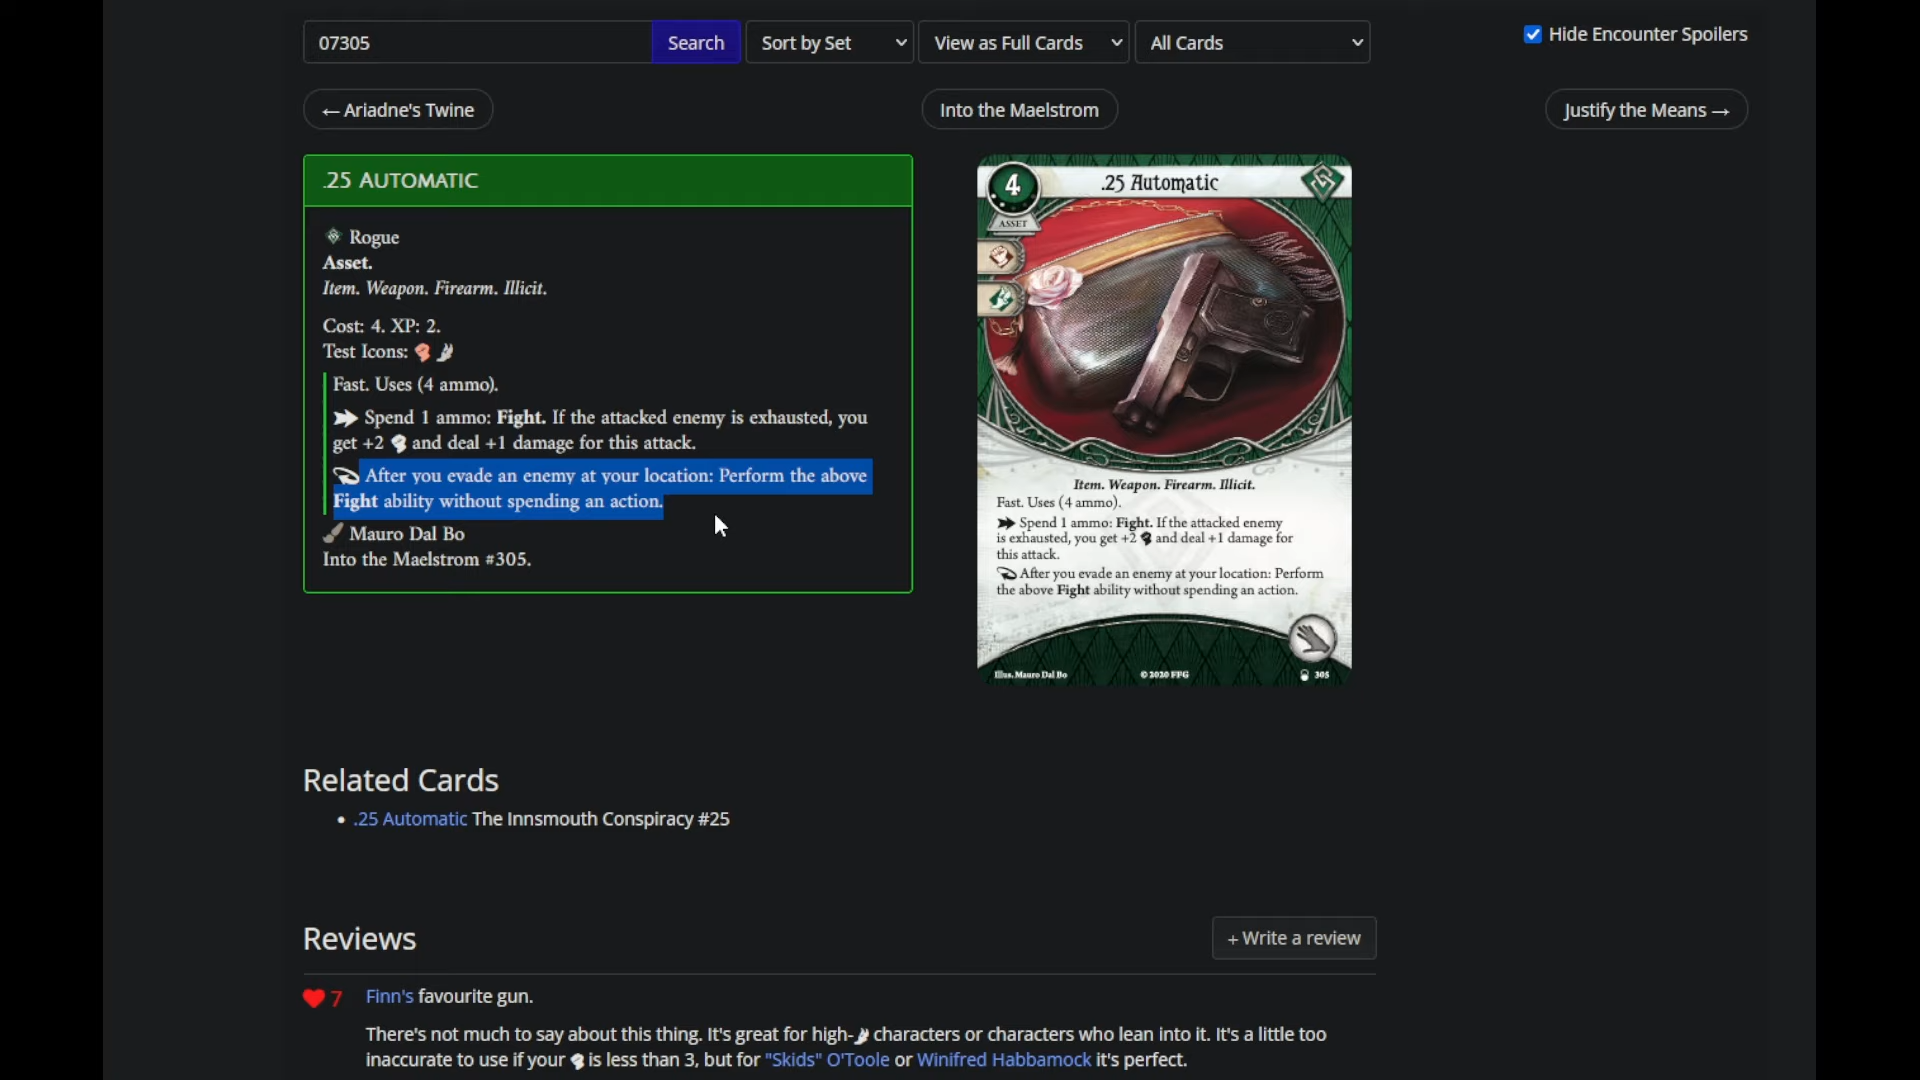 07305
Search
Sort by Set
View as Full Cards
All Cards
Hide Encounter Spoilers
← Ariadne's Twine
Into the Maelstrom
Justify the Means →
.25 AUTOMATIC
Rogue
Asset.
Item. Weapon. Firearm. Illicit.
Cost: 4. XP: 2.
Test Icons:
Fast. Uses (4 ammo).
Spend 1 ammo: Fight. If the attacked enemy is exhausted, you
get +2 and deal +1 damage for this attack.
After you evade an enemy at your location: Perform the above
Fight ability without spending an action.
Mauro Dal Bo
Into the Maelstrom #305.
4
.25 Automatic
ASSET
Item. Weapon. Firearm. Illicit.
Fast. Uses (4 ammo).
Spend 1 ammo: Fight. If the attacked enemy
is exhausted, you get +2 and deal +1 damage for
this attack.
After you evade an enemy at your location: Perform
the above Fight ability without spending an action.
Illus. Mauro Dal Bo
© 2020 FFG
305
Related Cards
• .25 Automatic The Innsmouth Conspiracy #25
Reviews
+ Write a review
7
Finn's favourite gun.
There's not much to say about this thing. It's great for high- characters or characters who lean into it. It's a little too
inaccurate to use if your is less than 3, but for "Skids" O'Toole or Winifred Habbamock it's perfect.